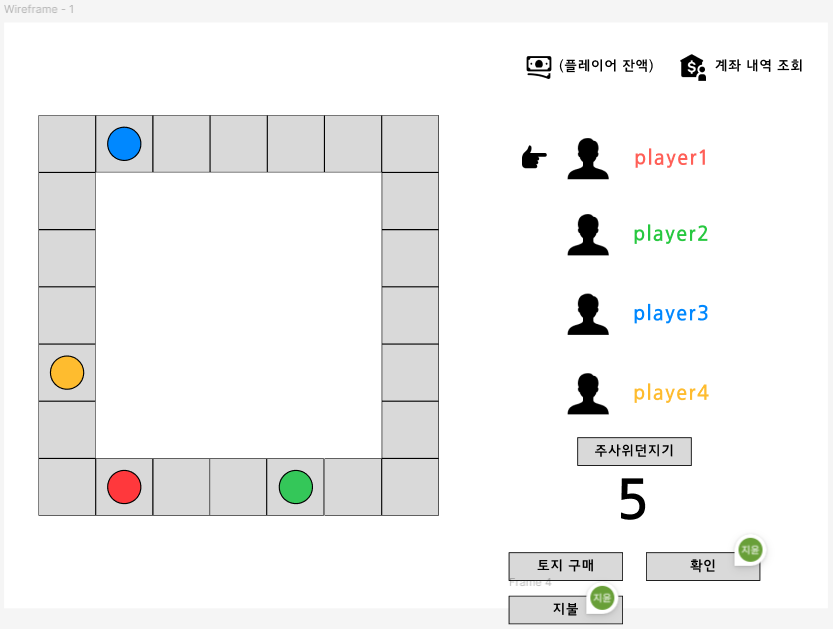 Wireframe - 1
(플레이어 잔액)
계좌 내역 조회
player1
player2
player3
player4
주사위던지기
5
토지 구매
확인
지윤
Frame 4
지불
지윤